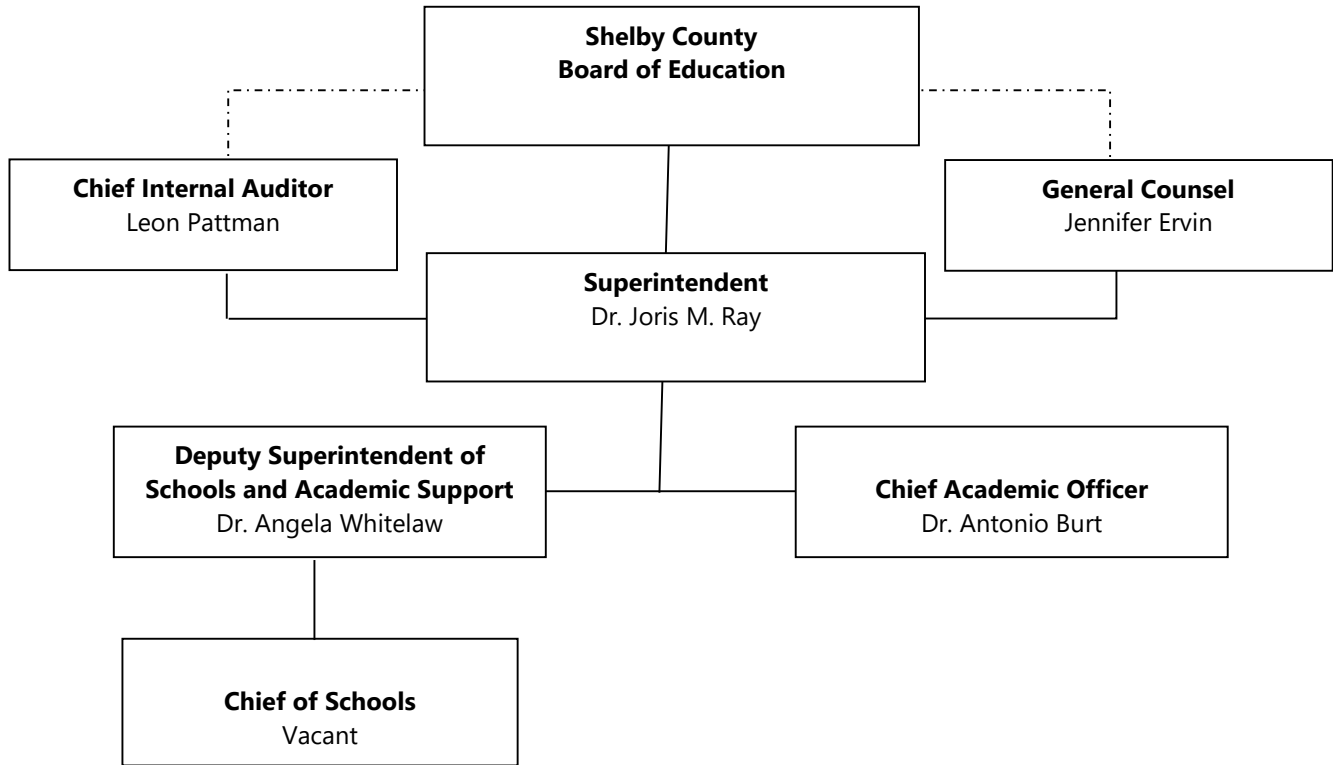 Shelby County
Board of Education
Chief Internal Auditor
Leon Pattman
General Counsel
Jennifer Ervin
Superintendent
Dr. Joris M. Ray
Deputy Superintendent of
Schools and Academic Support
Dr. Angela Whitelaw
Chief Academic Officer
Dr. Antonio Burt
Chief of Schools
Vacant